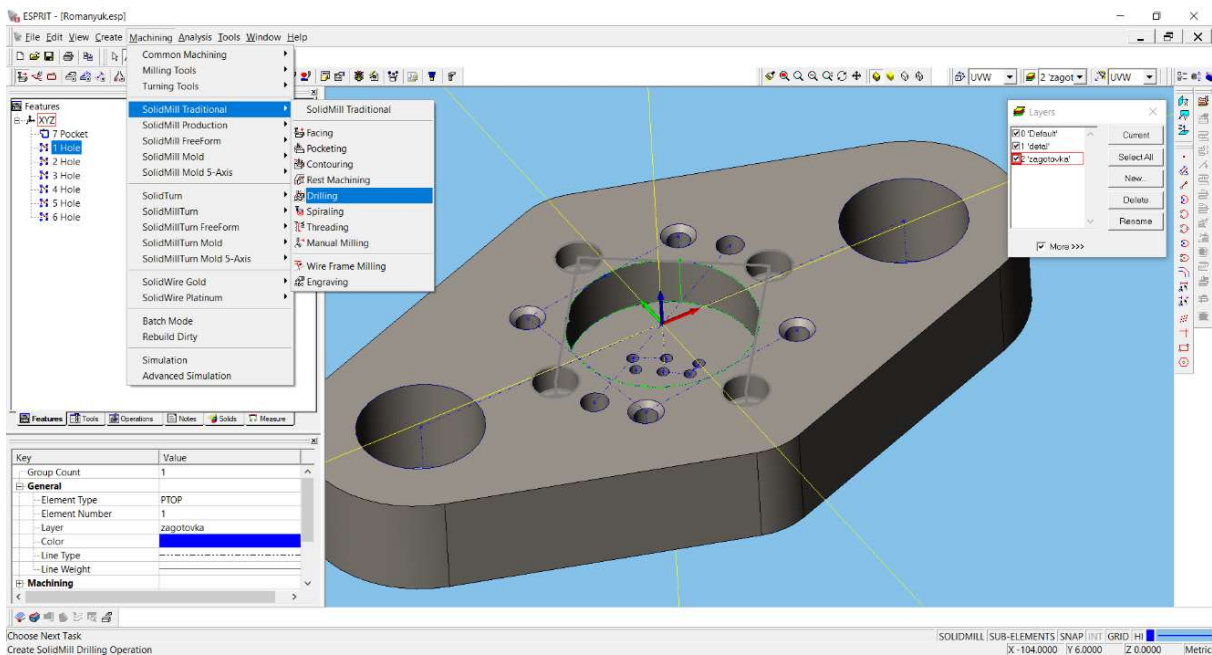 ESPRIT - [Romanyuk.esp]
File Edit View Create Machining Analysis Tools Window Help
UVW
2 'zagot
UVW
Common Machining
Milling Tools
Turning Tools
SolidMill Traditional
SolidMill Production
SolidMill FreeForm
SolidMill Mold
SolidMill Mold 5-Axis
SolidTurn
SolidMillTurn
SolidMillTurn FreeForm
SolidMillTurn Mold
SolidMillTurn Mold 5-Axis
SolidWire Gold
SolidWire Platinum
Batch Mode
Rebuild Dirty
Simulation
Advanced Simulation
SolidMill Traditional
Facing
Pocketing
Contouring
Rest Machining
Drilling
Spiraling
Threading
Manual Milling
Wire Frame Milling
Engraving
Features
XYZ
7 Pocket
1 Hole
2 Hole
3 Hole
4 Hole
5 Hole
6 Hole
Layers
0 'Default'
1 'detal'
2 'zagotovka'
Current
Select All
New...
Delete
Rename
More >>>
Features Tools Operations Notes Solids Measure
Key Value
Group Count 1
General
Element Type PTOP
Element Number 1
Layer zagotovka
Color
Line Type
Line Weight
Machining
Choose Next Task
SOLIDMILL SUB-ELEMENTS SNAP INT GRID HI
Create SolidMill Drilling Operation
X -104.0000 Y 6.0000 Z 0.0000 Metric